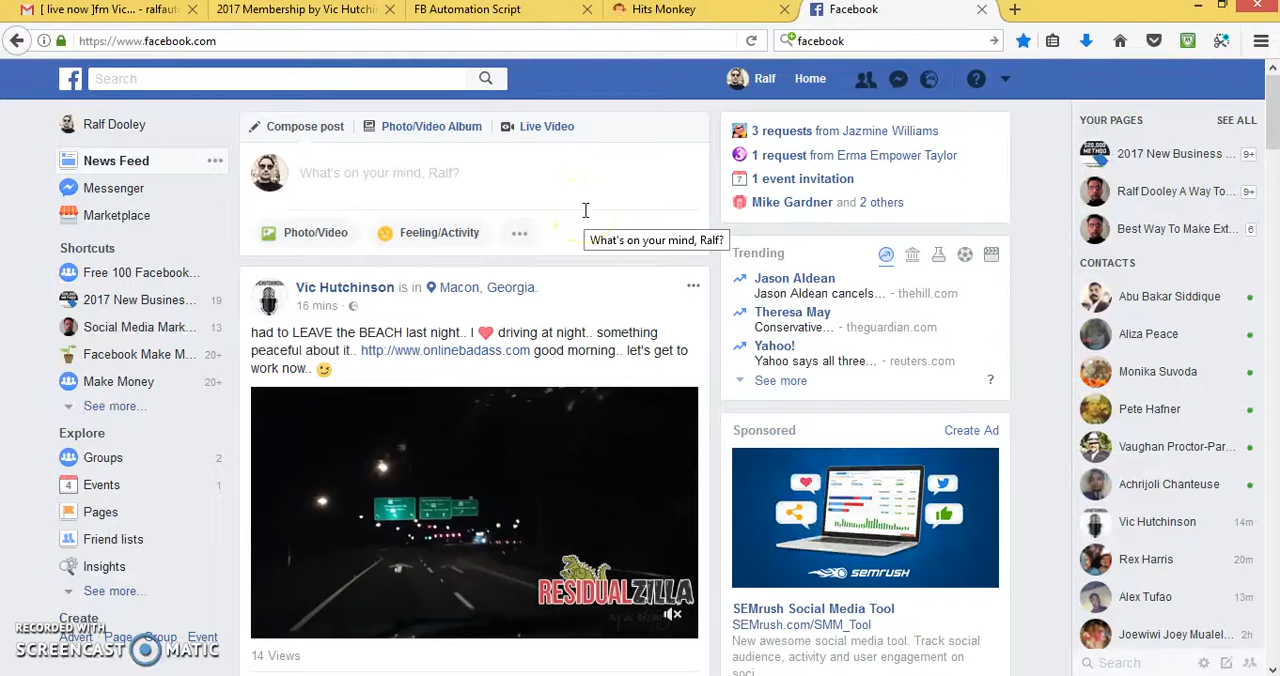 [ live now ]fm Vic... - ralfaut
2017 Membership by Vic Hutchi
FB Automation Script
Hits Monkey
Facebook
https://www.facebook.com
facebook
Search
Ralf
Home
Ralf Dooley
News Feed
Messenger
Marketplace
Shortcuts
Free 100 Facebook...
2017 New Busines... 19
Social Media Mark... 13
Facebook Make M... 20+
Make Money 20+
See more...
Explore
Groups 2
4 Events 1
Pages
Friend lists
Insights
See more...
Create
Advert Page Group Event
RECORDED WITH
SCREENCAST MATIC
Compose post
Photo/Video Album
Live Video
What's on your mind, Ralf?
Photo/Video
Feeling/Activity
What's on your mind, Ralf?
Vic Hutchinson is in Macon, Georgia.
16 mins ·
had to LEAVE the BEACH last night.. I ❤ driving at night.. something
peaceful about it.. http://www.onlinebadass.com good morning.. let's get to
work now.. 😉
RESIDUALZILLA
14 Views
3 requests from Jazmine Williams
1 request from Erma Empower Taylor
7 1 event invitation
Mike Gardner and 2 others
Trending
Jason Aldean
Jason Aldean cancels... - thehill.com
Theresa May
Conservative... - theguardian.com
Yahoo!
Yahoo says all three... - reuters.com
See more ?
Sponsored Create Ad
SEMRUSH
SEMrush Social Media Tool
SEMrush.com/SMM_Tool
New awesome social media tool. Track social
audience, activity and user engagement on
soci
YOUR PAGES SEE ALL
2017 New Business ... 9+
Ralf Dooley A Way To... 9+
Best Way To Make Ext... 6
CONTACTS
Abu Bakar Siddique
Aliza Peace
Monika Suvoda
Pete Hafner
Vaughan Proctor-Par...
Achrijoli Chanteuse
Vic Hutchinson 14m
Rex Harris 20m
Alex Tufao 13m
Joewiwi Joey Mualel... 2h
Search